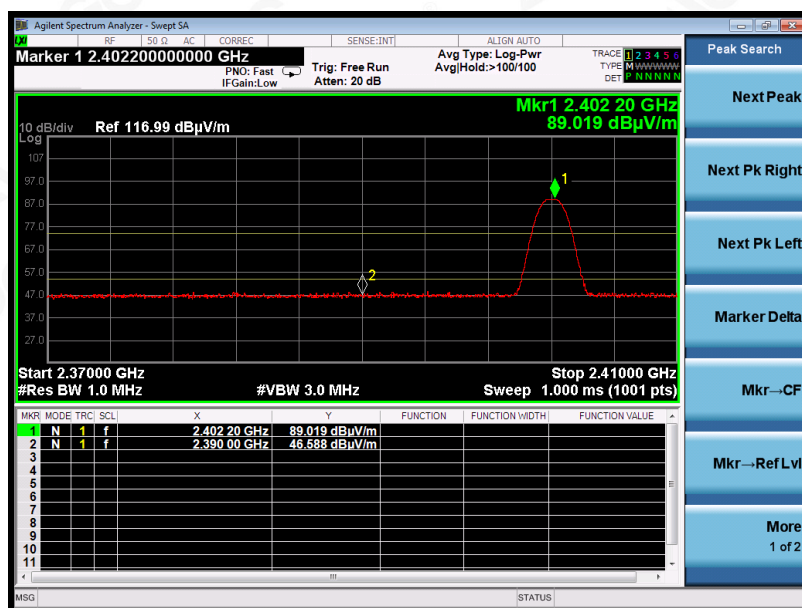 Agilent Spectrum Analyzer - Swept SA
LXI RF 50 Ω AC CORREC SENSE:INT ALIGN AUTO
Marker 1 2.402200000000 GHz
PNO: Fast
IFGain:Low
Trig: Free Run
Atten: 20 dB
Avg Type: Log-Pwr
Avg|Hold:>100/100
TRACE 1 2 3 4 5 6
TYPE M WWWWW
DET P N N N N N
Mkr1 2.402 20 GHz
89.019 dBµV/m
10 dB/div Ref 116.99 dBµV/m
Log
107
97.0
87.0
77.0
67.0
57.0
47.0
37.0
27.0
1
2
Start 2.37000 GHz Stop 2.41000 GHz
#Res BW 1.0 MHz #VBW 3.0 MHz Sweep 1.000 ms (1001 pts)
MKR MODE TRC SCL X Y FUNCTION FUNCTION WIDTH FUNCTION VALUE
1 N 1 f 2.402 20 GHz 89.019 dBµV/m
2 N 1 f 2.390 00 GHz 46.588 dBµV/m
3
4
5
6
7
8
9
10
11
MSG STATUS
Peak Search
Next Peak
Next Pk Right
Next Pk Left
Marker Delta
Mkr→CF
Mkr→Ref Lvl
More
1 of 2